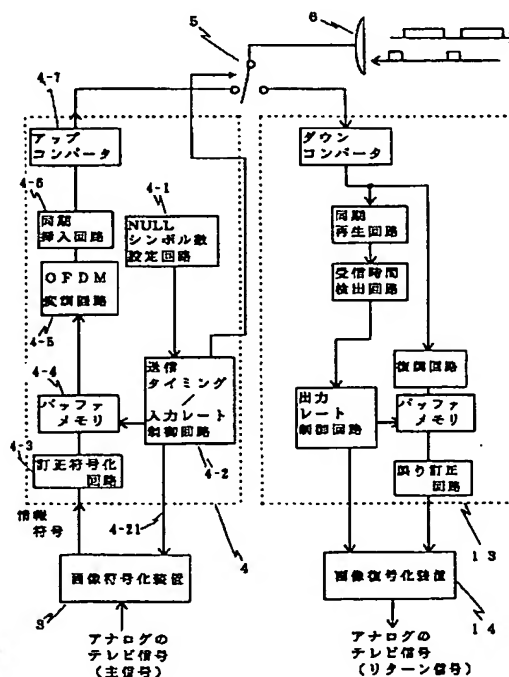 5
6
4-7
アップ
コンバータ
ダウン
コンバータ
4-6
同期
挿入回路
4-1
NULL
シンボル数
設定回路
同期
再生回路
OFDM
変調回路
4-5
受信時間
検出回路
4-4
バッファ
メモリ
送信
タイミング
/
入力レート
制御回路
4-2
出力
レート
制御回路
復調回路
バッファ
メモリ
4-3
訂正符号化
回路
誤り訂正
回路
情報
符号
4-21
4
13
画像符号化装置
3
画像復号化装置
14
アナログの
テレビ信号
(主信号)
アナログの
テレビ信号
(リターン信号)